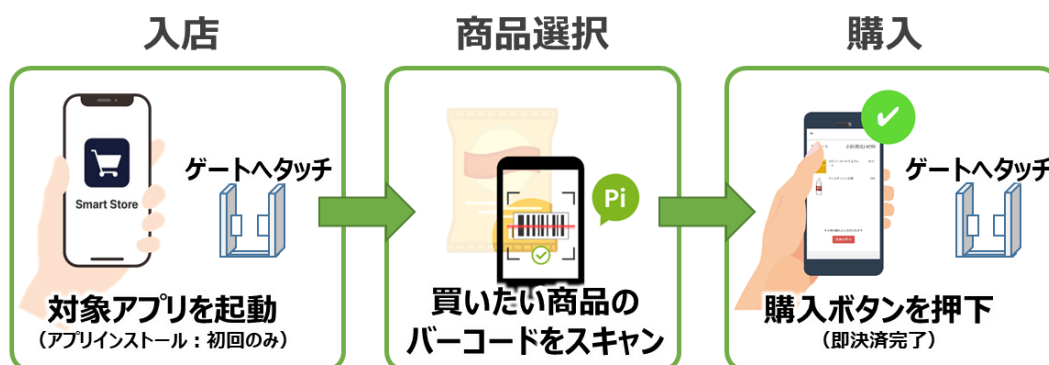 入店
商品選択
購入
Smart Store
ゲートへタッチ
対象アプリを起動
（アプリインストール：初回のみ）
Pi
買いたい商品の
バーコードをスキャン
ゲートへタッチ
購入ボタンを押下
（即決済完了）